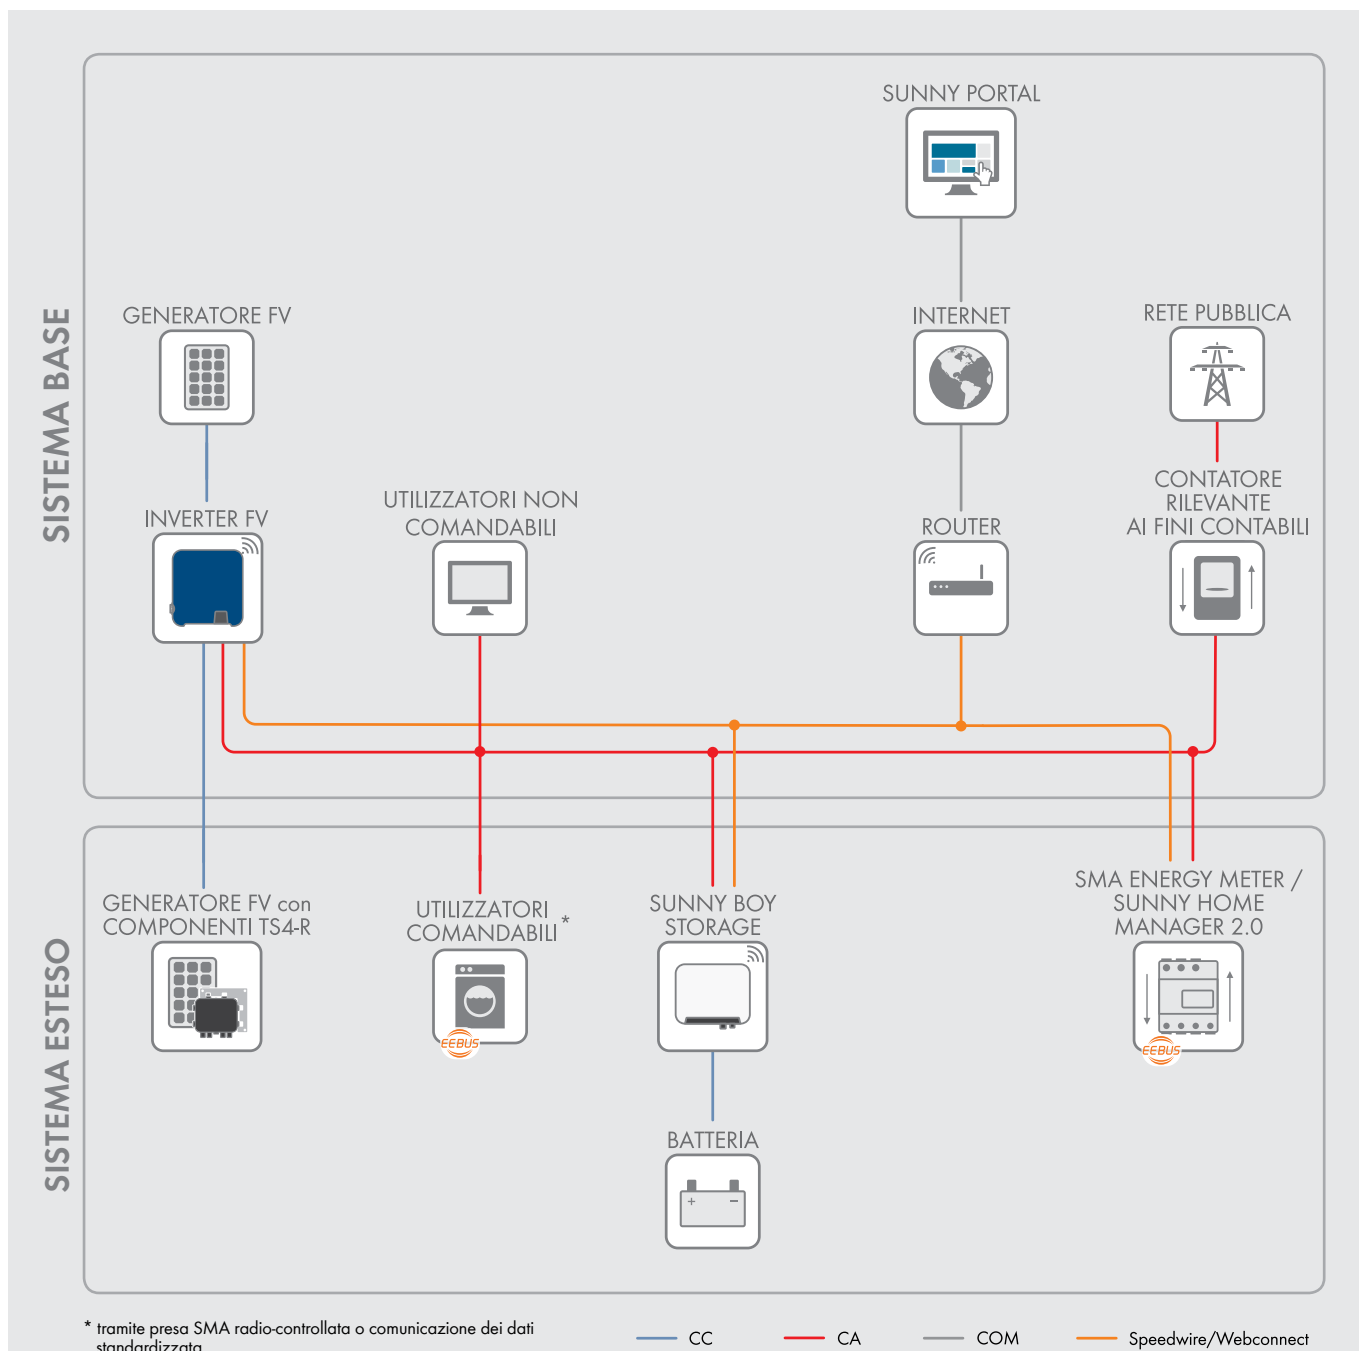 SISTEMA BASE
SUNNY PORTAL
GENERATORE FV
INTERNET
RETE PUBBLICA
INVERTER FV
UTILIZZATORI NON
COMANDABILI
ROUTER
CONTATORE
RILEVANTE
AI FINI CONTABILI
SISTEMA ESTESO
GENERATORE FV con
COMPONENTI TS4-R
UTILIZZATORI
COMANDABILI *
EEBUS
SUNNY BOY
STORAGE
SMA ENERGY METER /
SUNNY HOME
MANAGER 2.0
EEBUS
BATTERIA
+ −
* tramite presa SMA radio-controllata o comunicazione dei dati
standardizzata
CC
CA
COM
Speedwire/Webconnect